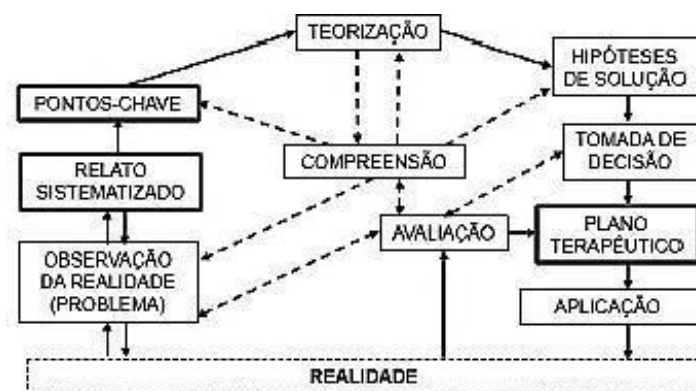 TEORIZAÇÃO
HIPÓTESES
DE SOLUÇÃO
PONTOS-CHAVE
TOMADA DE
DECISÃO
COMPREENSÃO
RELATO
SISTEMATIZADO
AVALIAÇÃO
PLANO
TERAPÊUTICO
OBSERVAÇÃO
DA REALIDADE
(PROBLEMA)
APLICAÇÃO
REALIDADE